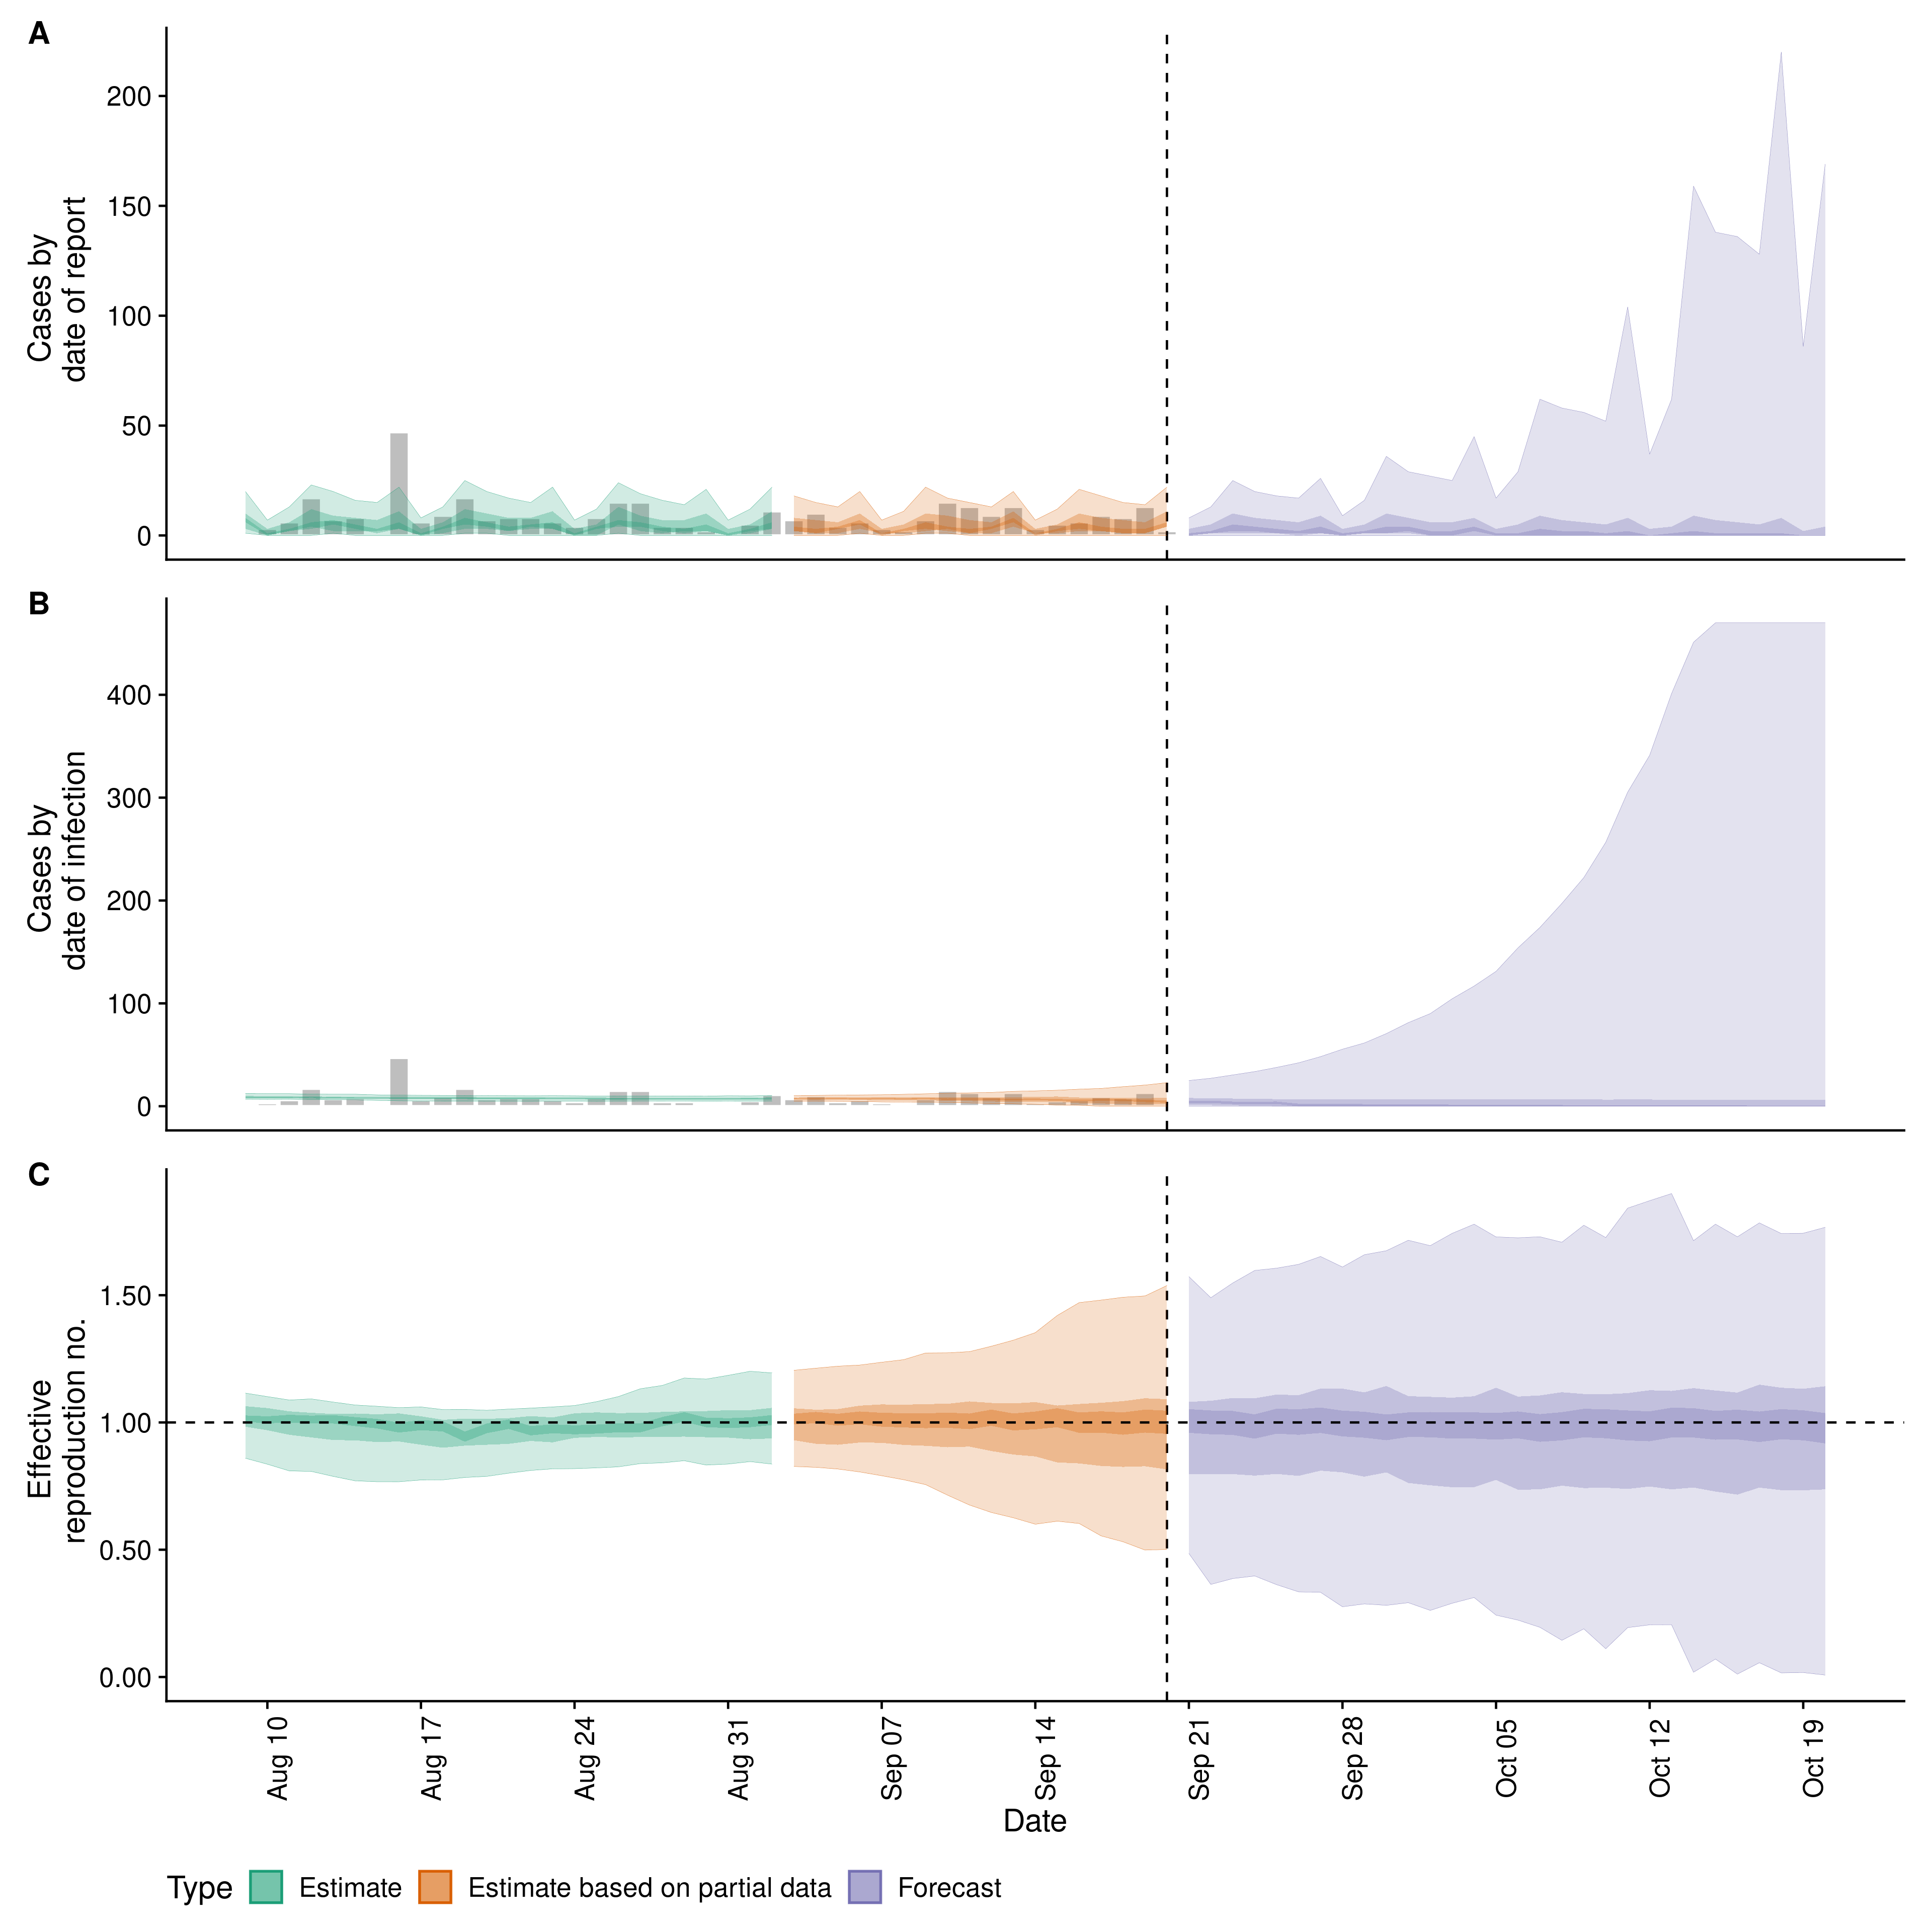 A
Cases by
date of report
200
150
100
50
0
B
Cases by
date of infection
400
300
200
100
0
C
Effective
reproduction no.
1.50
1.00
0.50
0.00
Aug 10
Aug 17
Aug 24
Aug 31
Sep 07
Sep 14
Sep 21
Sep 28
Oct 05
Oct 12
Oct 19
Date
Type Estimate Estimate based on partial data Forecast